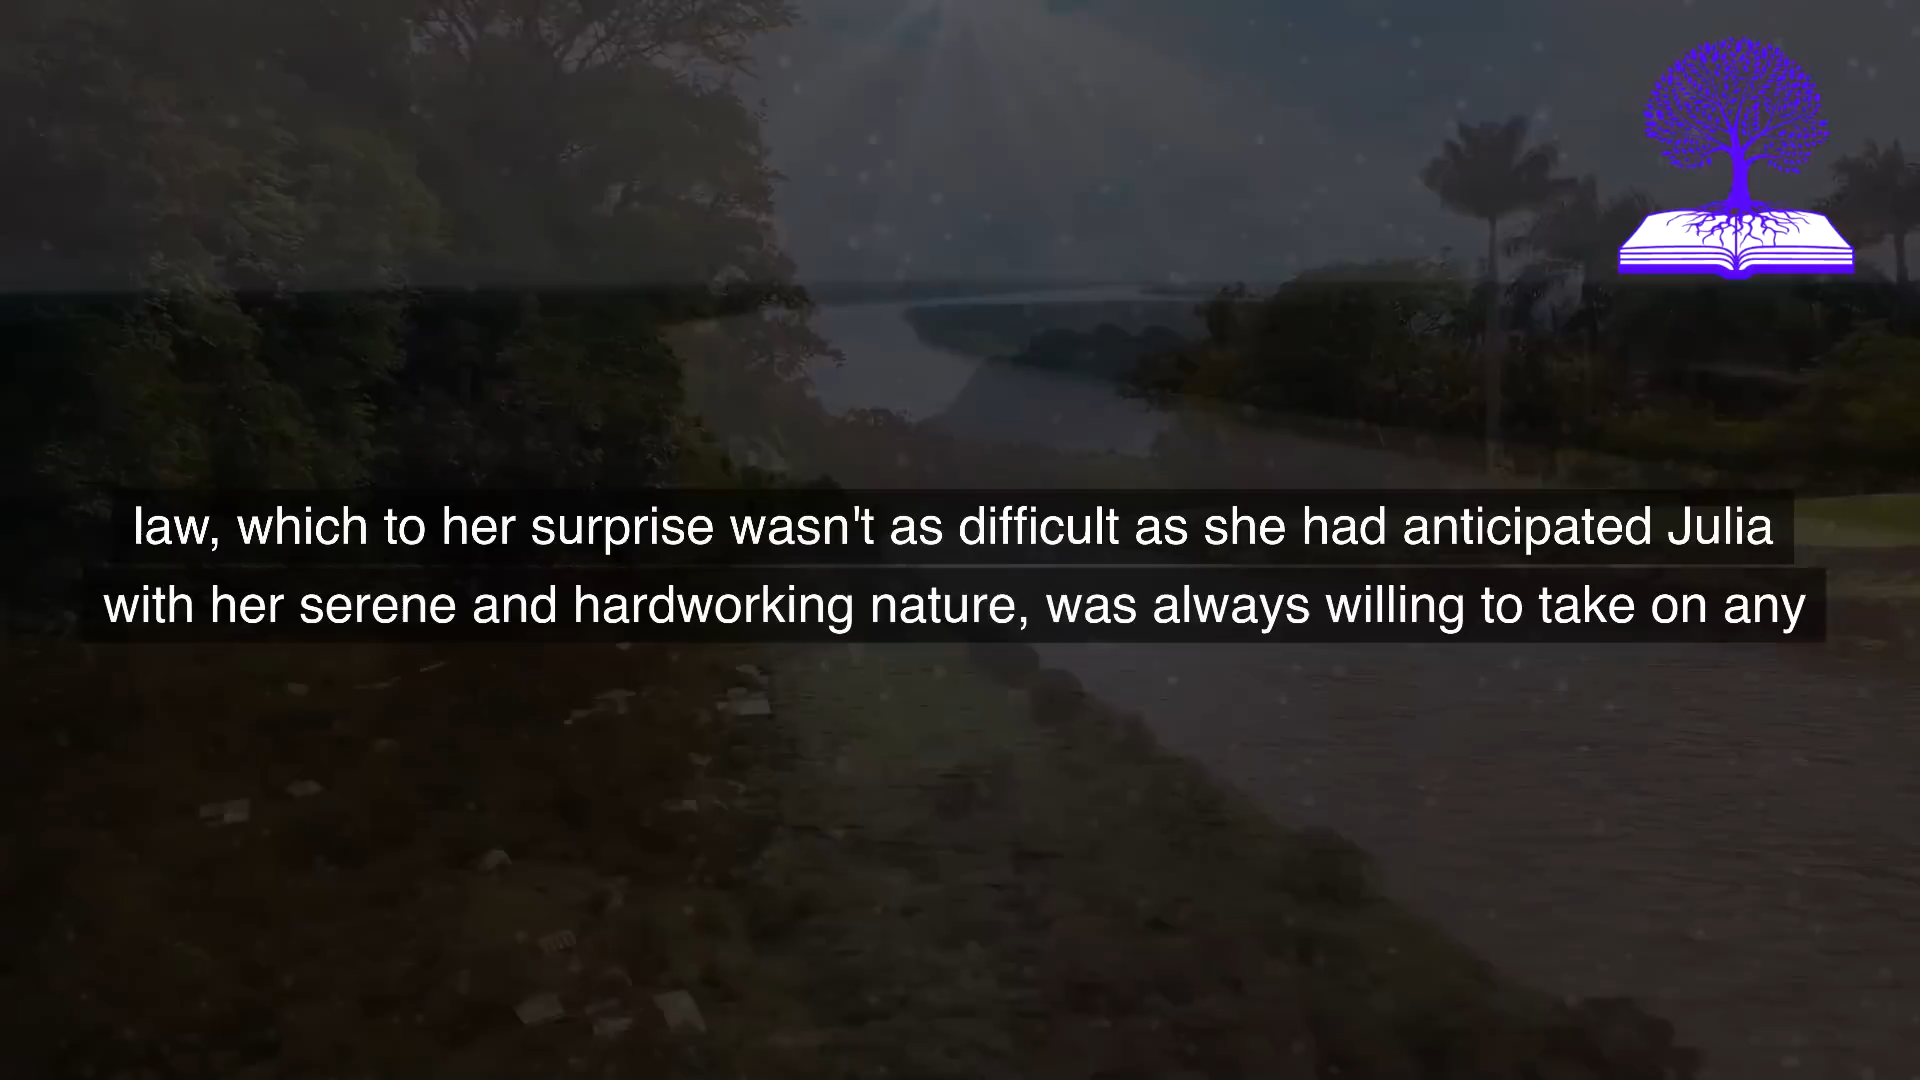 law, which to her surprise wasn't as difficult as she had anticipated Julia
with her serene and hardworking nature, was always willing to take on any